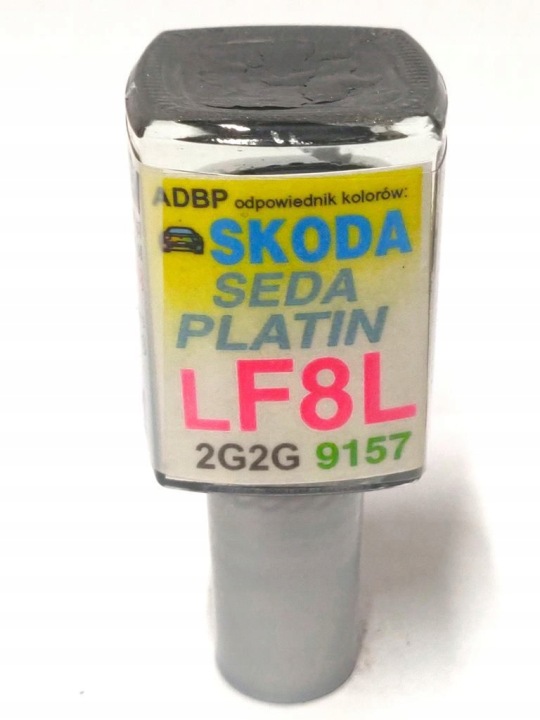 ADBP odpowiednik kolorów:
SKODA
SEDA
PLATIN
LF8L
2G2G 9157